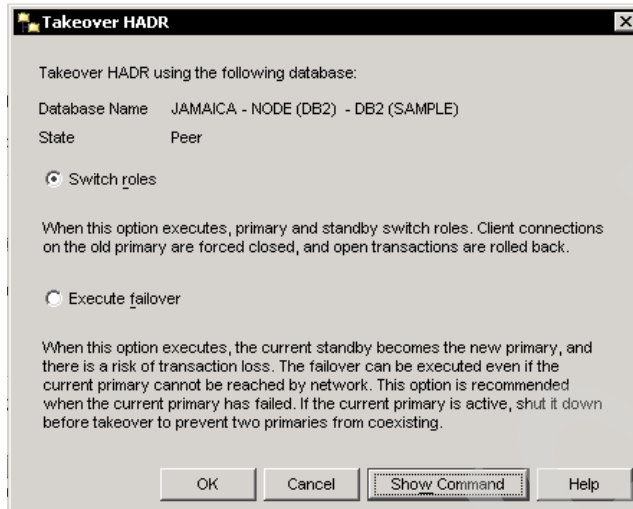 Takeover HADR
Takeover HADR using the following database:
Database Name JAMAICA - NODE (DB2) - DB2 (SAMPLE)
State Peer
Switch roles
When this option executes, primary and standby switch roles. Client connections
on the old primary are forced closed, and open transactions are rolled back.
Execute failover
When this option executes, the current standby becomes the new primary, and
there is a risk of transaction loss. The failover can be executed even if the
current primary cannot be reached by network. This option is recommended
when the current primary has failed. If the current primary is active, shut it down
before takeover to prevent two primaries from coexisting.
OK Cancel Show Command Help